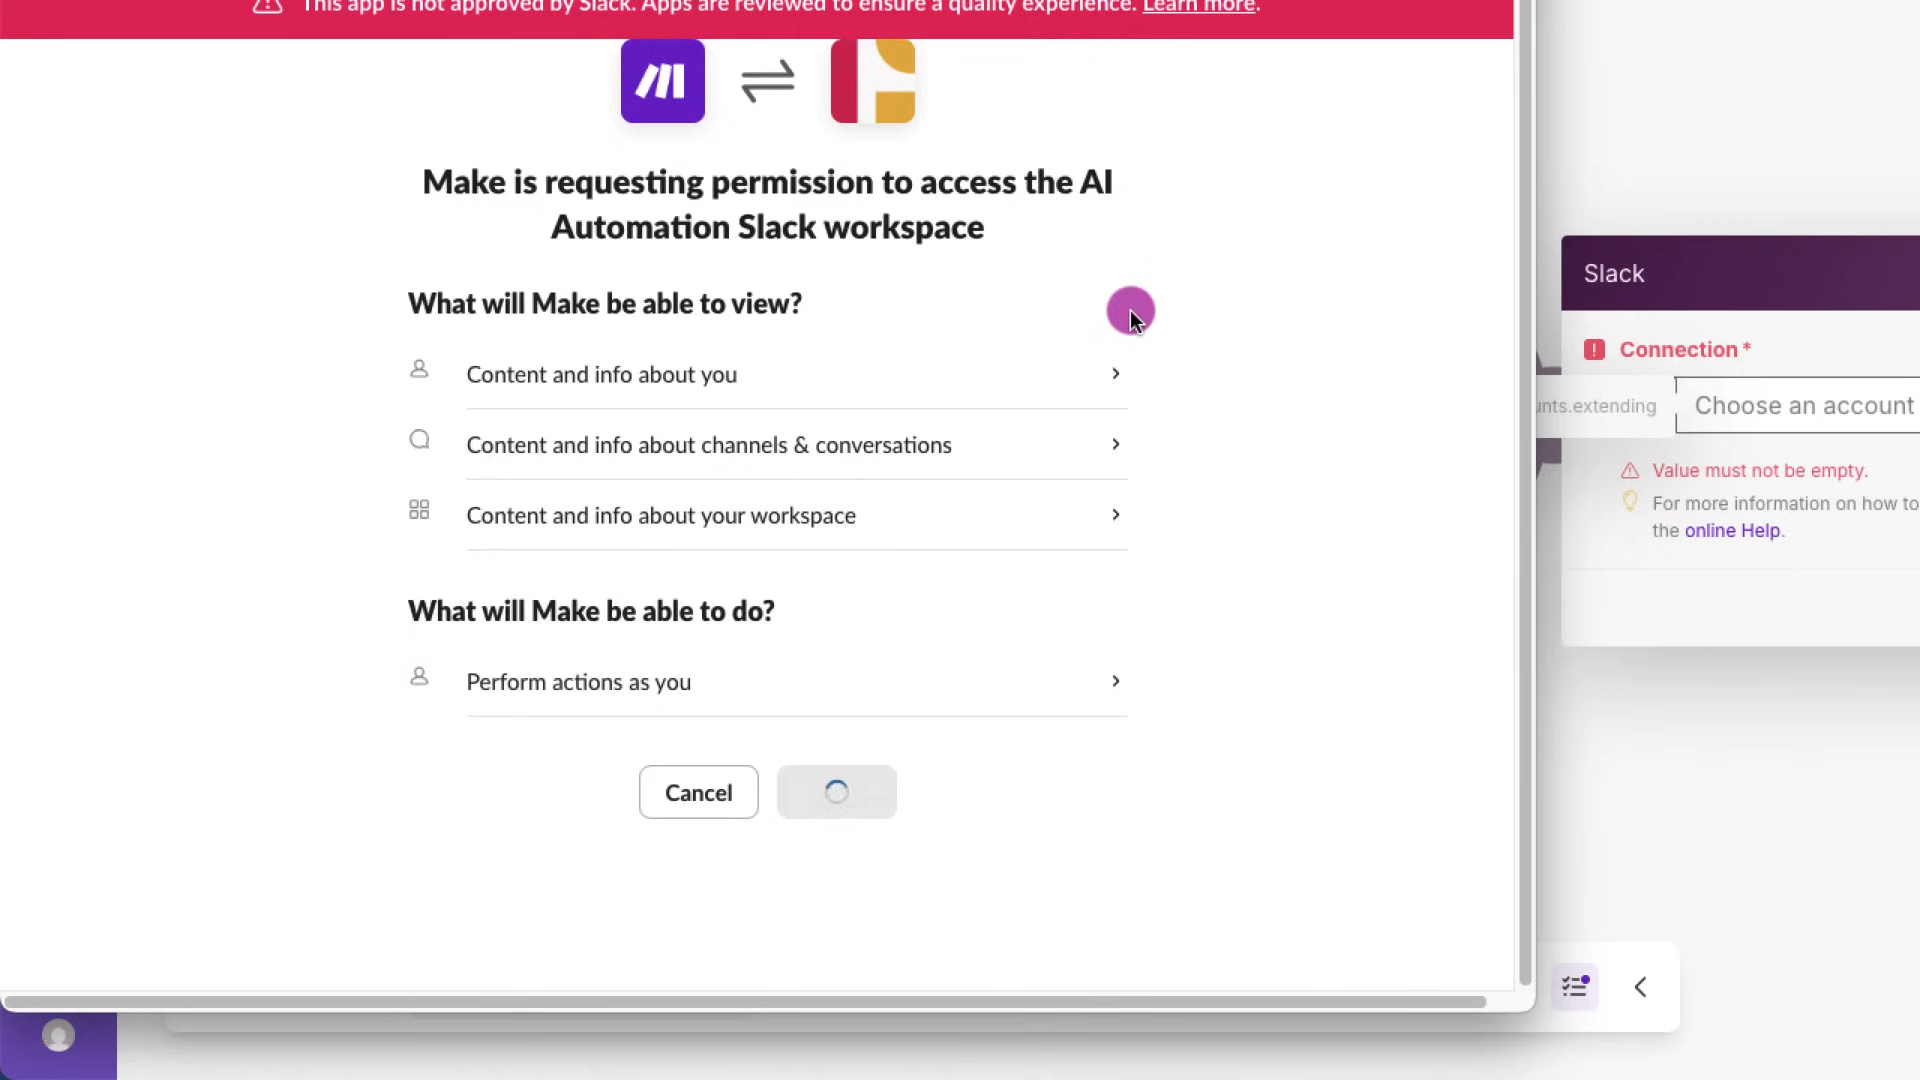 This app is not approved by Slack. Apps are reviewed to ensure a quality experience. Learn more.
Make is requesting permission to access the AI
Automation Slack workspace
What will Make be able to view?
Content and info about you
Content and info about channels & conversations
Content and info about your workspace
What will Make be able to do?
Perform actions as you
Cancel
Slack
Connection *
unts.extending
Choose an account
Value must not be empty.
For more information on how to
the online Help.